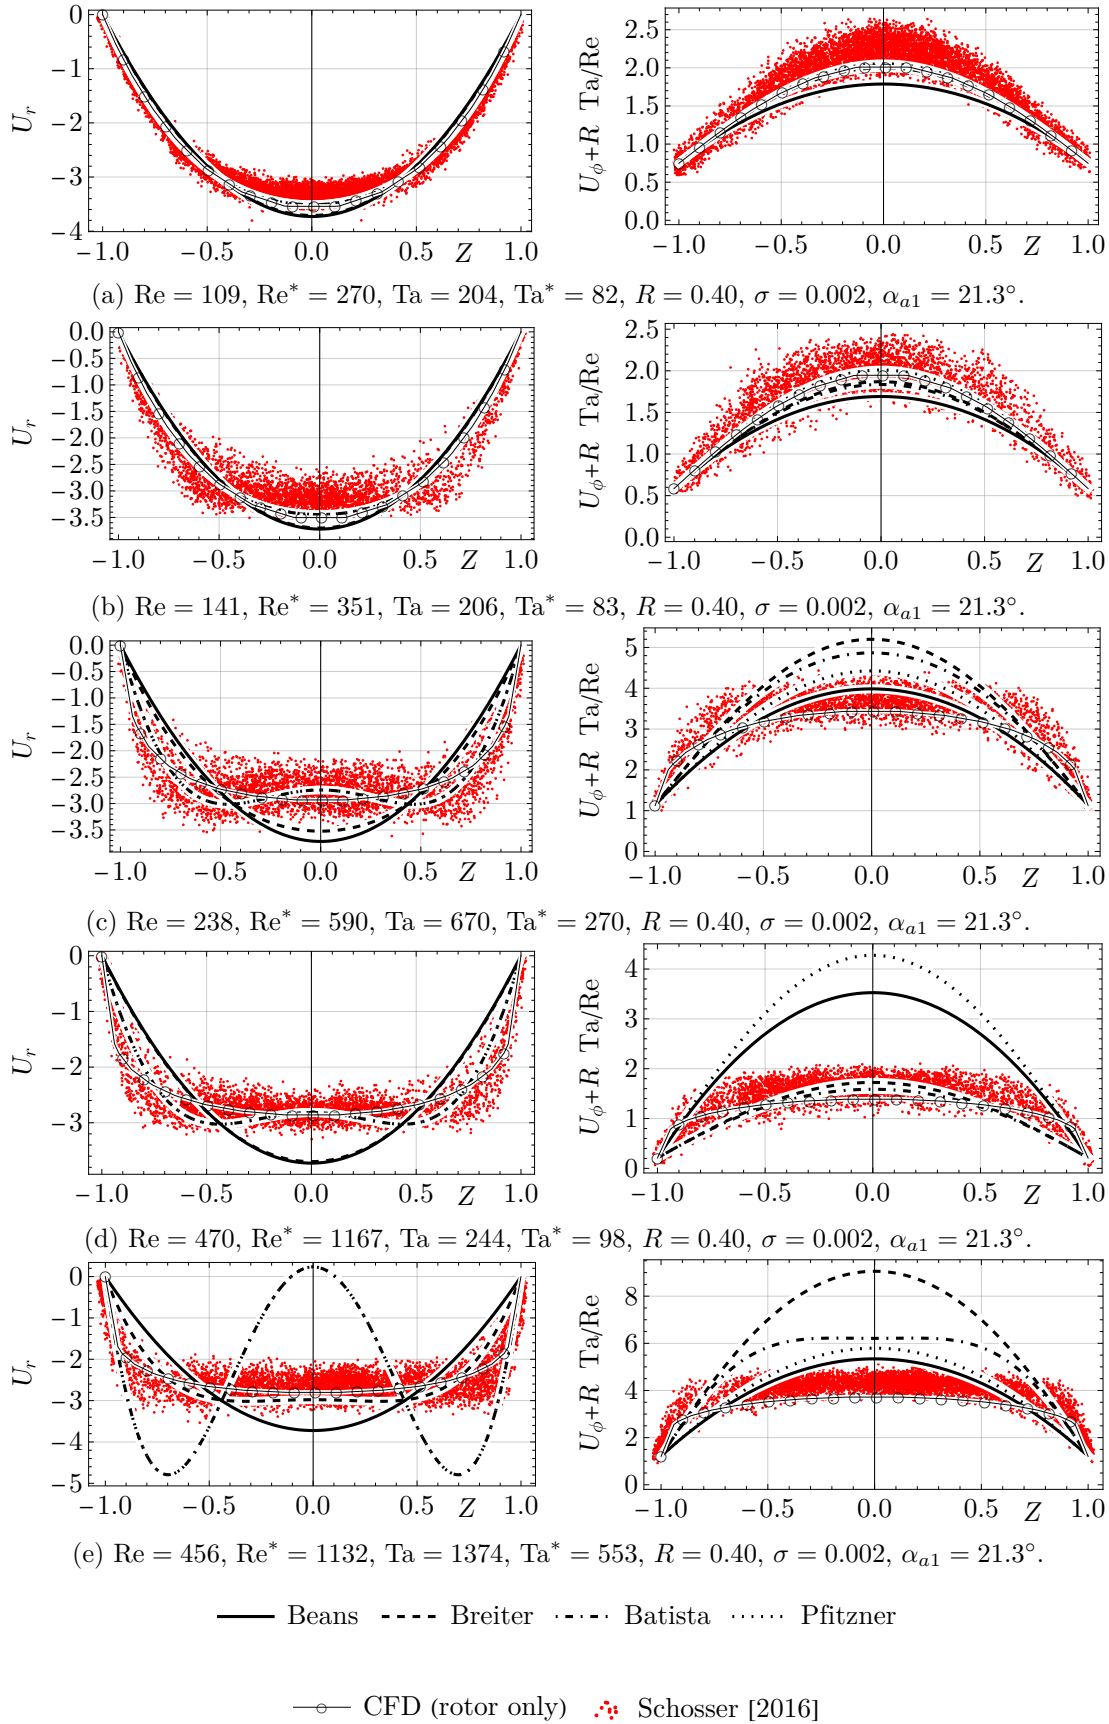 0
−1
−2
−3
−4
U_r
−1.0 −0.5 0.0 0.5 Z 1.0
2.5
2.0
1.5
1.0
0.5
0.0
U_ϕ+R Ta/Re
−1.0 −0.5 0.0 0.5 Z 1.0
(a) Re = 109, Re* = 270, Ta = 204, Ta* = 82, R = 0.40, σ = 0.002, α_a1 = 21.3°.
0.0
−0.5
−1.0
−1.5
−2.0
−2.5
−3.0
−3.5
U_r
−1.0 −0.5 0.0 0.5 Z 1.0
2.5
2.0
1.5
1.0
0.5
0.0
U_ϕ+R Ta/Re
−1.0 −0.5 0.0 0.5 Z 1.0
(b) Re = 141, Re* = 351, Ta = 206, Ta* = 83, R = 0.40, σ = 0.002, α_a1 = 21.3°.
0.0
−0.5
−1.0
−1.5
−2.0
−2.5
−3.0
−3.5
U_r
−1.0 −0.5 0.0 0.5 Z 1.0
5
4
3
2
1
0
U_ϕ+R Ta/Re
−1.0 −0.5 0.0 0.5 Z 1.0
(c) Re = 238, Re* = 590, Ta = 670, Ta* = 270, R = 0.40, σ = 0.002, α_a1 = 21.3°.
0
−1
−2
−3
U_r
−1.0 −0.5 0.0 0.5 Z 1.0
4
3
2
1
0
U_ϕ+R Ta/Re
−1.0 −0.5 0.0 0.5 Z 1.0
(d) Re = 470, Re* = 1167, Ta = 244, Ta* = 98, R = 0.40, σ = 0.002, α_a1 = 21.3°.
0
−1
−2
−3
−4
−5
U_r
−1.0 −0.5 0.0 0.5 Z 1.0
8
6
4
2
0
U_ϕ+R Ta/Re
−1.0 −0.5 0.0 0.5 Z 1.0
(e) Re = 456, Re* = 1132, Ta = 1374, Ta* = 553, R = 0.40, σ = 0.002, α_a1 = 21.3°.
Beans Breiter Batista Pfitzner
CFD (rotor only) Schosser [2016]